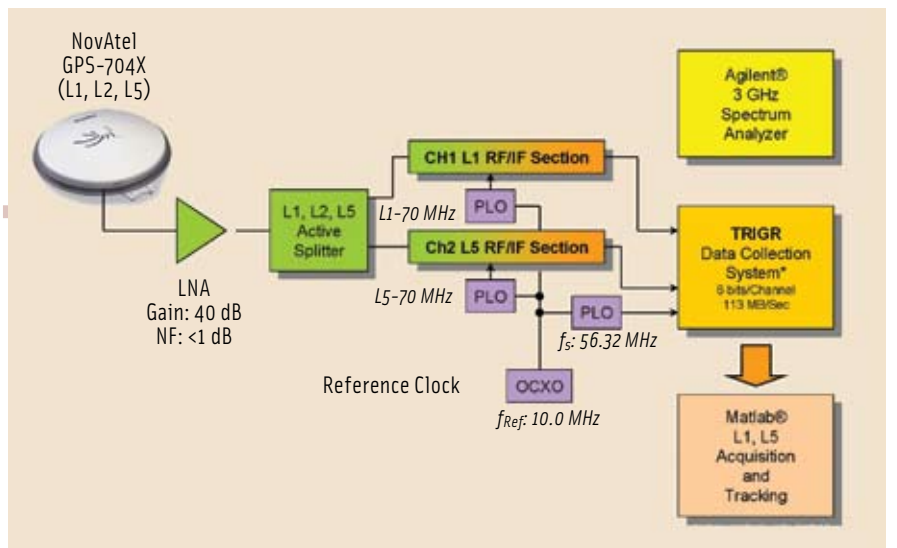 NovAtel
GPS-704X
(L1, L2, L5)
LNA
Gain: 40 dB
NF: <1 dB
L1, L2, L5
Active
Splitter
CH1 L1 RF/IF Section
L1-70 MHz
PLO
Ch2 L5 RF/IF Section
L5-70 MHz
PLO
PLO
fs: 56.32 MHz
Reference Clock
OCXO
fRef: 10.0 MHz
Agilent®
3 GHz
Spectrum
Analyzer
TRIGR
Data Collection
System*
6 bits/Channel
113 MB/Sec
Matlab®
L1, L5
Acquisition
and
Tracking